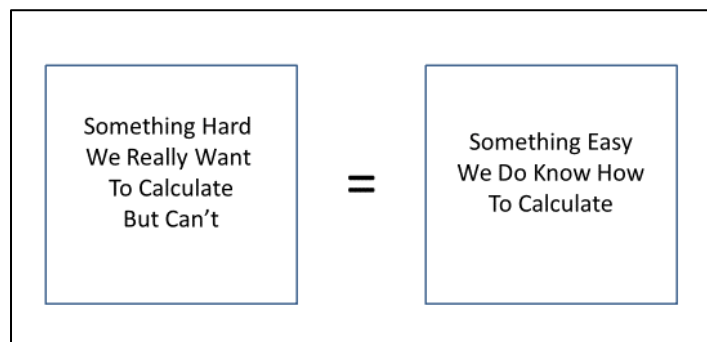 Something Hard
We Really Want
To Calculate
But Can't
=
Something Easy
We Do Know How
To Calculate